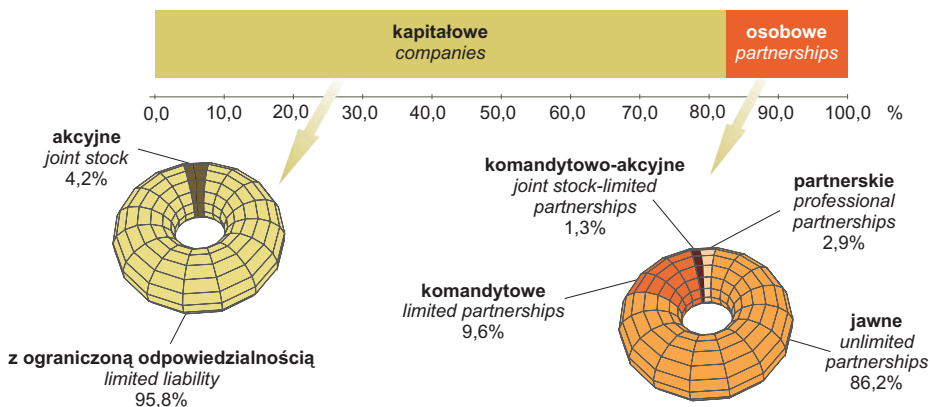 kapitałowe
companies
osobowe
partnerships
0,0 10,0 20,0 30,0 40,0 50,0 60,0 70,0 80,0 90,0 100,0 %
akcyjne
joint stock
4,2%
z ograniczoną odpowiedzialnością
limited liability
95,8%
komandytowo-akcyjne
joint stock-limited
partnerships
1,3%
partnerskie
professional
partnerships
2,9%
komandytowe
limited partnerships
9,6%
jawne
unlimited
partnerships
86,2%